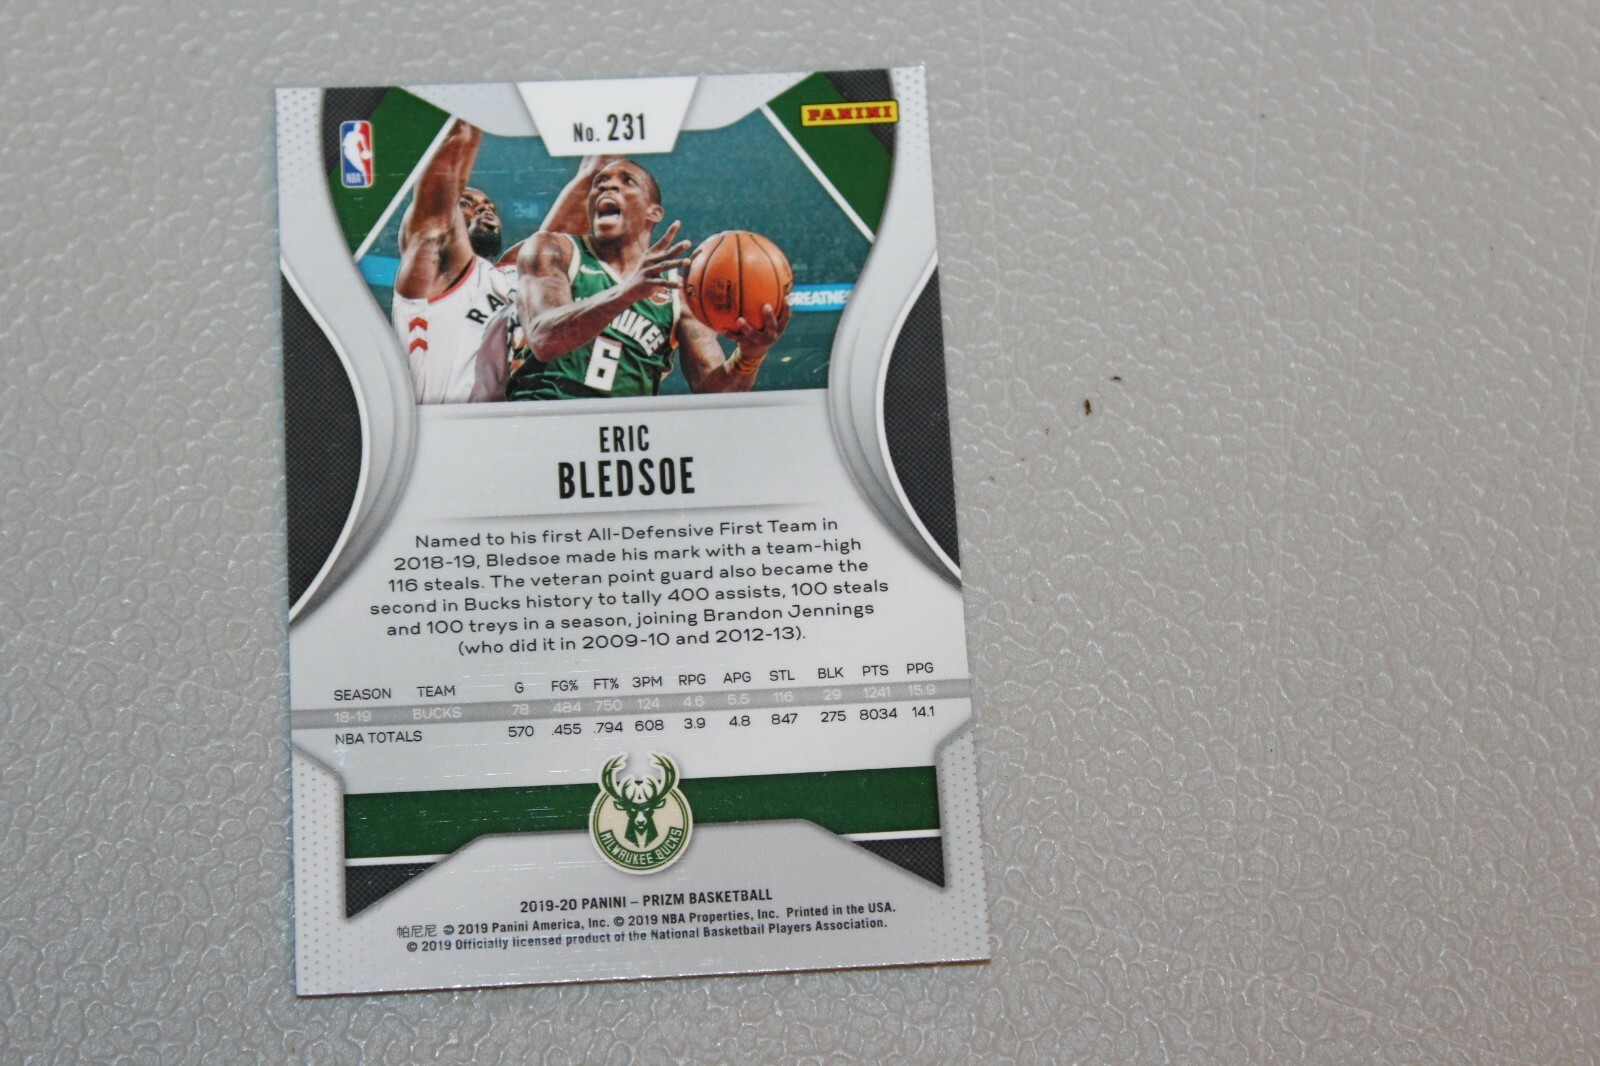 No. 231
PANINI
NBA
RA
GREATNE
MILWAUKEE
6
ERIC
BLEDSOE
Named to his first All-Defensive First Team in
2018-19, Bledsoe made his mark with a team-high
116 steals. The veteran point guard also became the
second in Bucks history to tally 400 assists, 100 steals
and 100 treys in a season, joining Brandon Jennings
(who did it in 2009-10 and 2012-13).
SEASON TEAM G FG% FT% 3PM RPG APG STL BLK PTS PPG
18-19 BUCKS 78 .484 .750 124 4.6 5.5 116 29 1241 15.9
NBA TOTALS 570 .455 .794 608 3.9 4.8 847 275 8034 14.1
MILWAUKEE BUCKS
2019-20 PANINI – PRIZM BASKETBALL
帕尼尼 © 2019 Panini America, Inc. © 2019 NBA Properties, Inc. Printed in the USA.
© 2019 Officially licensed product of the National Basketball Players Association.